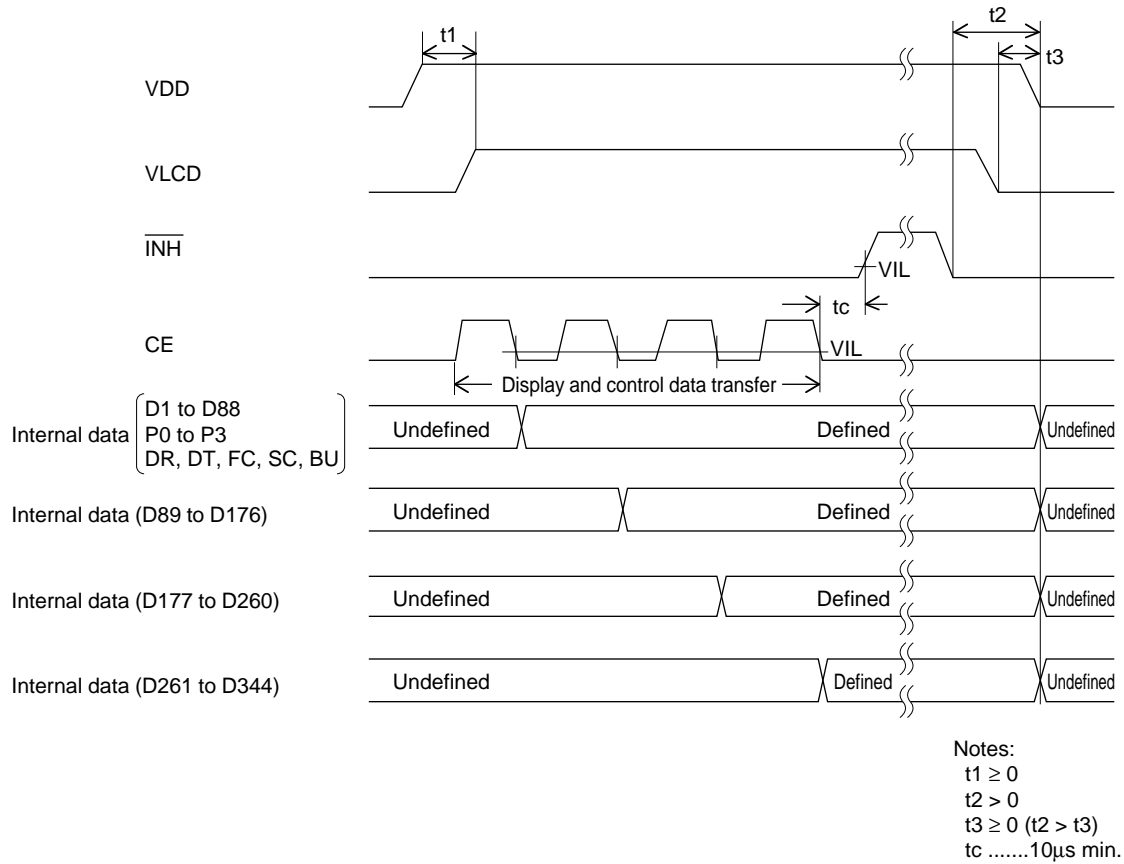 t2
t1
t3
VDD
VLCD
INH
VIL
tc
CE
VIL
Display and control data transfer
Internal data
D1 to D88
P0 to P3
DR, DT, FC, SC, BU
Undefined
Defined
Undefined
Internal data (D89 to D176)
Undefined
Defined
Undefined
Internal data (D177 to D260)
Undefined
Defined
Undefined
Internal data (D261 to D344)
Undefined
Defined
Undefined
Notes:
t1 ≥ 0
t2 > 0
t3 ≥ 0 (t2 > t3)
tc .......10μs min.